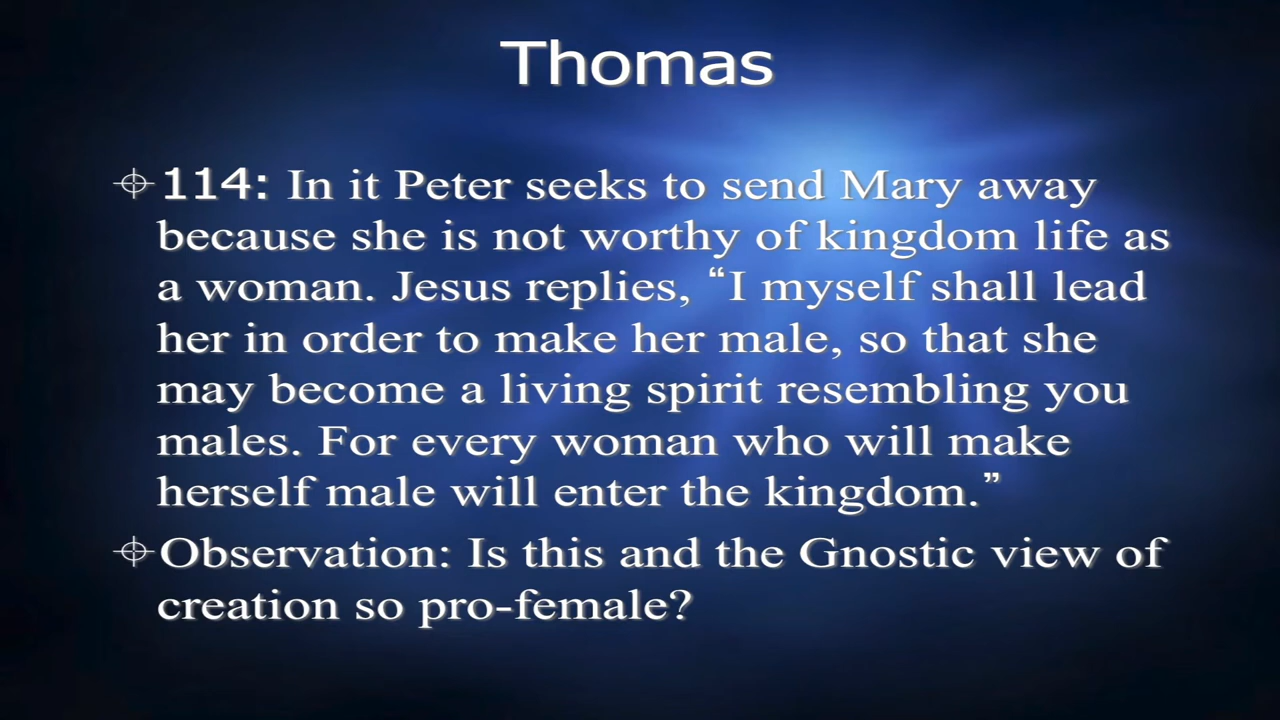 Thomas
114: In it Peter seeks to send Mary away
because she is not worthy of kingdom life as
a woman. Jesus replies, “I myself shall lead
her in order to make her male, so that she
may become a living spirit resembling you
males. For every woman who will make
herself male will enter the kingdom.”
Observation: Is this and the Gnostic view of
creation so pro-female?